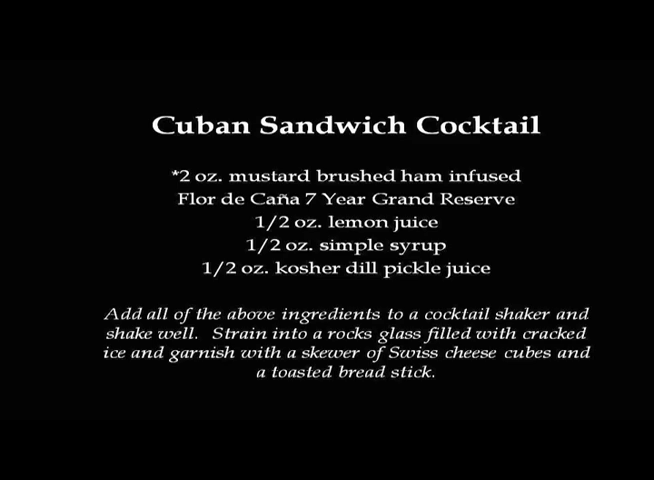 Cuban Sandwich Cocktail
*2 oz. mustard brushed ham infused
Flor de Caña 7 Year Grand Reserve
1/2 oz. lemon juice
1/2 oz. simple syrup
1/2 oz. kosher dill pickle juice
Add all of the above ingredients to a cocktail shaker and
shake well. Strain into a rocks glass filled with cracked
ice and garnish with a skewer of Swiss cheese cubes and
a toasted bread stick.